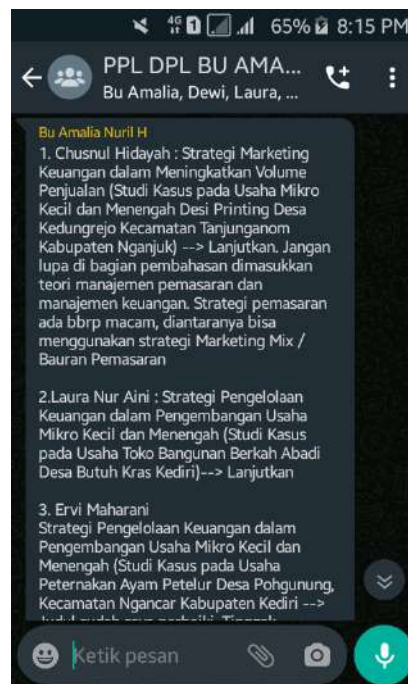 4G 1 65% 8:15 PM
PPL DPL BU AMA...
Bu Amalia, Dewi, Laura, ...
Bu Amalia Nuril H
1. Chusnul Hidayah : Strategi Marketing
Keuangan dalam Meningkatkan Volume
Penjualan (Studi Kasus pada Usaha Mikro
Kecil dan Menengah Desi Printing Desa
Kedungrejo Kecamatan Tanjunganom
Kabupaten Nganjuk) --> Lanjutkan. Jangan
lupa di bagian pembahasan dimasukkan
teori manajemen pemasaran dan
manajemen keuangan. Strategi pemasaran
ada bbrp macam, diantaranya bisa
menggunakan strategi Marketing Mix /
Bauran Pemasaran
2.Laura Nur Aini : Strategi Pengelolaan
Keuangan dalam Pengembangan Usaha
Mikro Kecil dan Menengah (Studi Kasus
pada Usaha Toko Bangunan Berkah Abadi
Desa Butuh Kras Kediri)--> Lanjutkan
3. Ervi Maharani
Strategi Pengelolaan Keuangan dalam
Pengembangan Usaha Mikro Kecil dan
Menengah (Studi Kasus pada Usaha
Peternakan Ayam Petelur Desa Pohgunung,
Kecamatan Ngancar Kabupaten Kediri -->
Ketik pesan